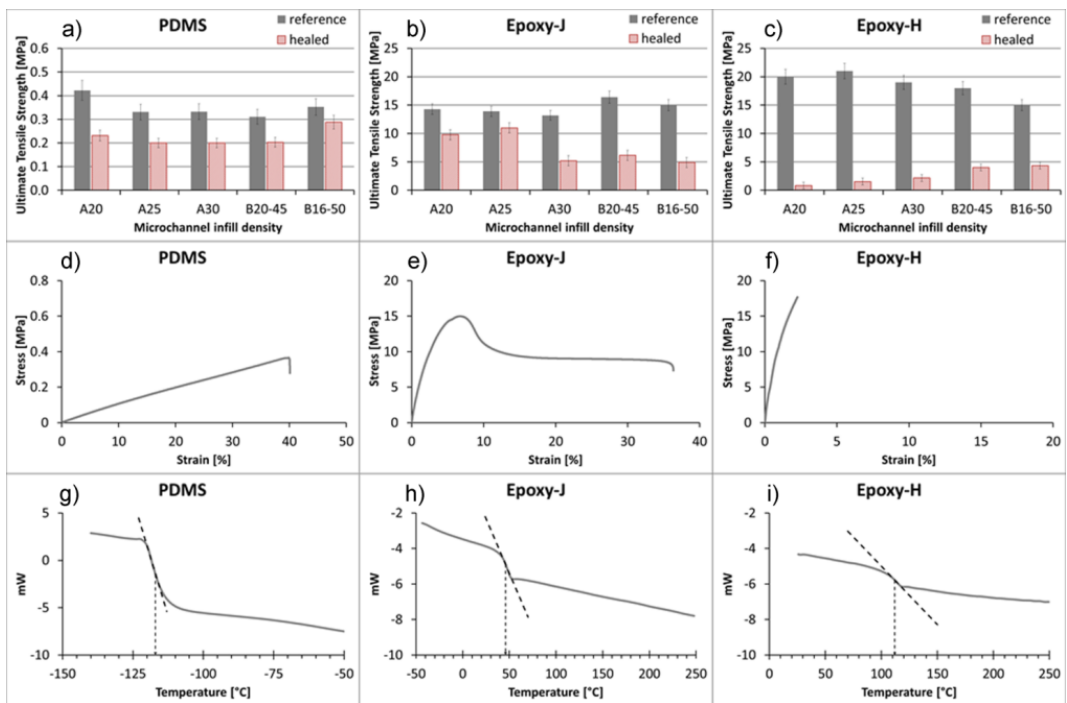 a) PDMS
reference
healed
Ultimate Tensile Strength [MPa]
0.6
0.5
0.4
0.3
0.2
0.1
0.0
A20 A25 A30 B20-45 B16-50
Microchannel infill density
b) Epoxy-J
reference
healed
Ultimate Tensile Strength [MPa]
25
20
15
10
5
0
A20 A25 A30 B20-45 B16-50
Microchannel infill density
c) Epoxy-H
reference
healed
Ultimate Tensile Strength [MPa]
25
20
15
10
5
0
A20 A25 A30 B20-45 B16-50
Microchannel infill density
d) PDMS
Stress [MPa]
0.8
0.6
0.4
0.2
0
0 10 20 30 40 50
Strain [%]
e) Epoxy-J
Stress [MPa]
20
15
10
5
0
0 10 20 30 40
Strain [%]
f) Epoxy-H
Stress [MPa]
20
15
10
5
0
0 5 10 15 20
Strain [%]
g) PDMS
mW
5
0
-5
-10
-150 -125 -100 -75 -50
Temperature [°C]
h) Epoxy-J
mW
-2
-4
-6
-8
-10
-50 0 50 100 150 200 250
Temperature [°C]
i) Epoxy-H
mW
-2
-4
-6
-8
-10
0 50 100 150 200 250
Temperature [°C]